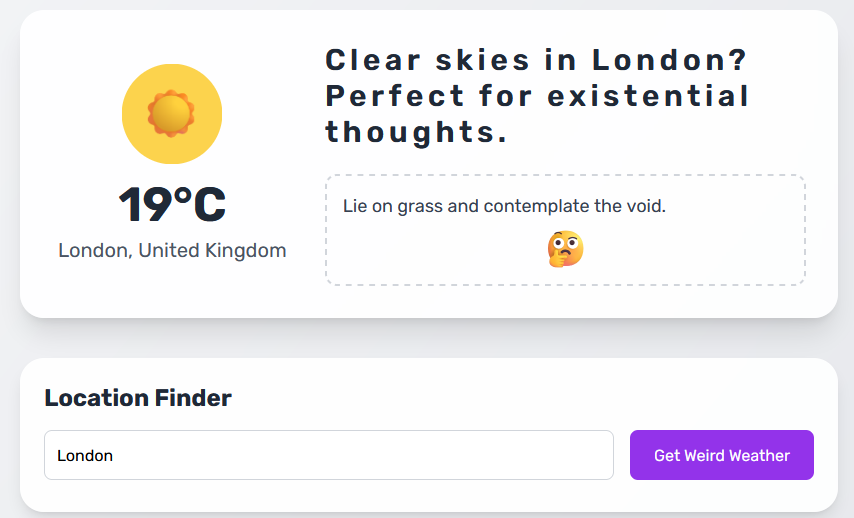 Clear skies in London?
Perfect for existential
thoughts.
19°C
London, United Kingdom
Lie on grass and contemplate the void.
Location Finder
London
Get Weird Weather